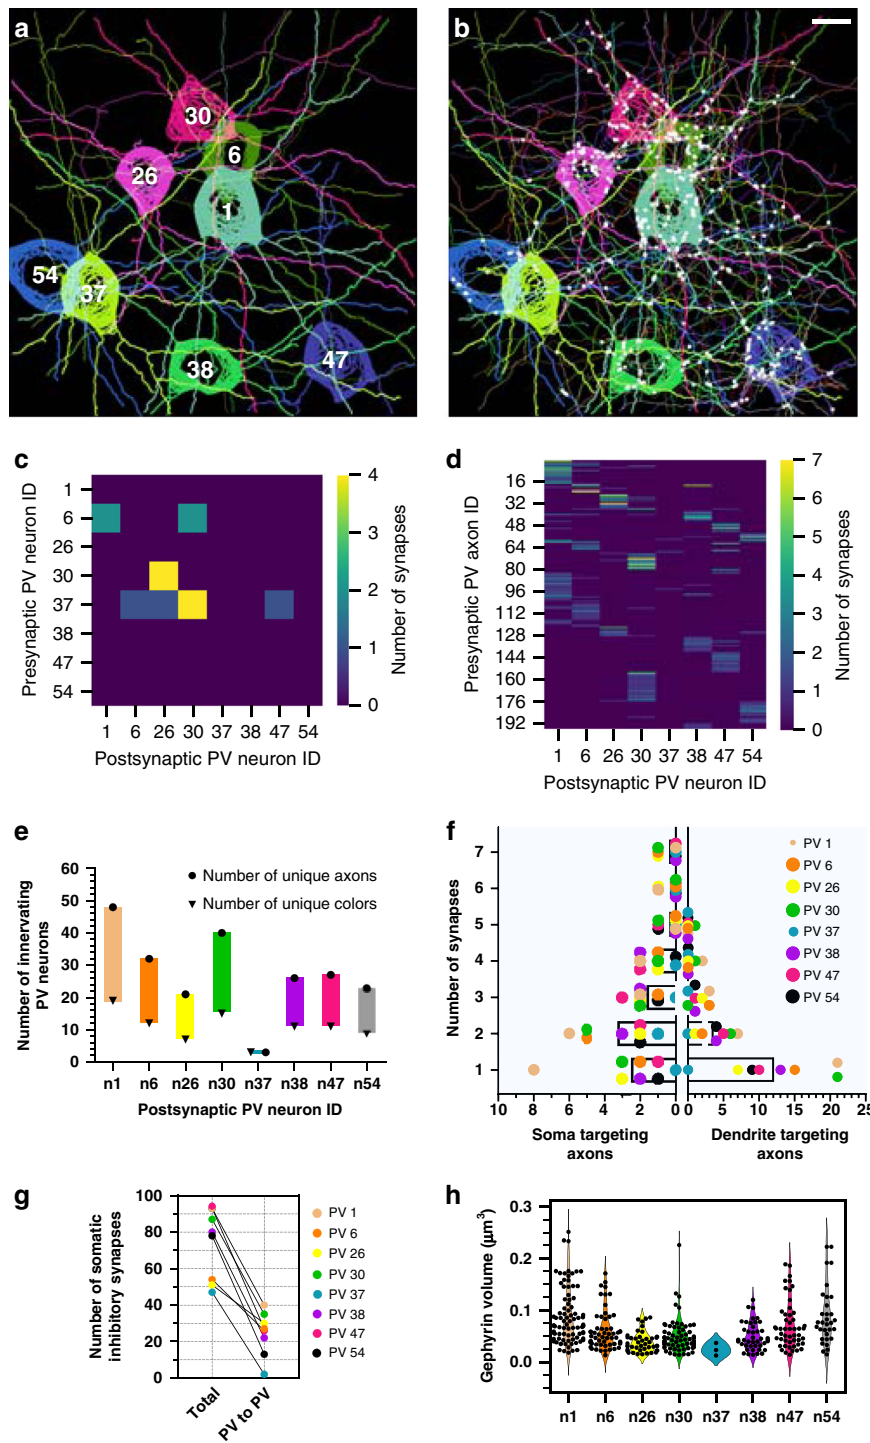 a
30
6
26
1
54
37
38
47
b
c
Presynaptic PV neuron ID
1
6
26
30
37
38
47
54
1 6 26 30 37 38 47 54
Postsynaptic PV neuron ID
4
3
2
1
0
Number of synapses
d
Presynaptic PV axon ID
16
32
48
64
80
96
112
128
144
160
176
192
1 6 26 30 37 38 47 54
Postsynaptic PV neuron ID
7
6
5
4
3
2
1
0
Number of synapses
e
Number of innervating
PV neurons
60
50
40
30
20
10
0
Number of unique axons
Number of unique colors
n1 n6 n26 n30 n37 n38 n47 n54
Postsynaptic PV neuron ID
f
Number of synapses
7
6
5
4
3
2
1
PV 1
PV 6
PV 26
PV 30
PV 37
PV 38
PV 47
PV 54
10 8 6 4 2 0 0 5 10 15 20 25
Soma targeting
axons
Dendrite targeting
axons
g
Number of somatic
inhibitory synapses
100
80
60
40
20
0
Total
PV to PV
PV 1
PV 6
PV 26
PV 30
PV 37
PV 38
PV 47
PV 54
h
Gephyrin volume (µm³)
0.3
0.2
0.1
0.0
n1 n6 n26 n30 n37 n38 n47 n54